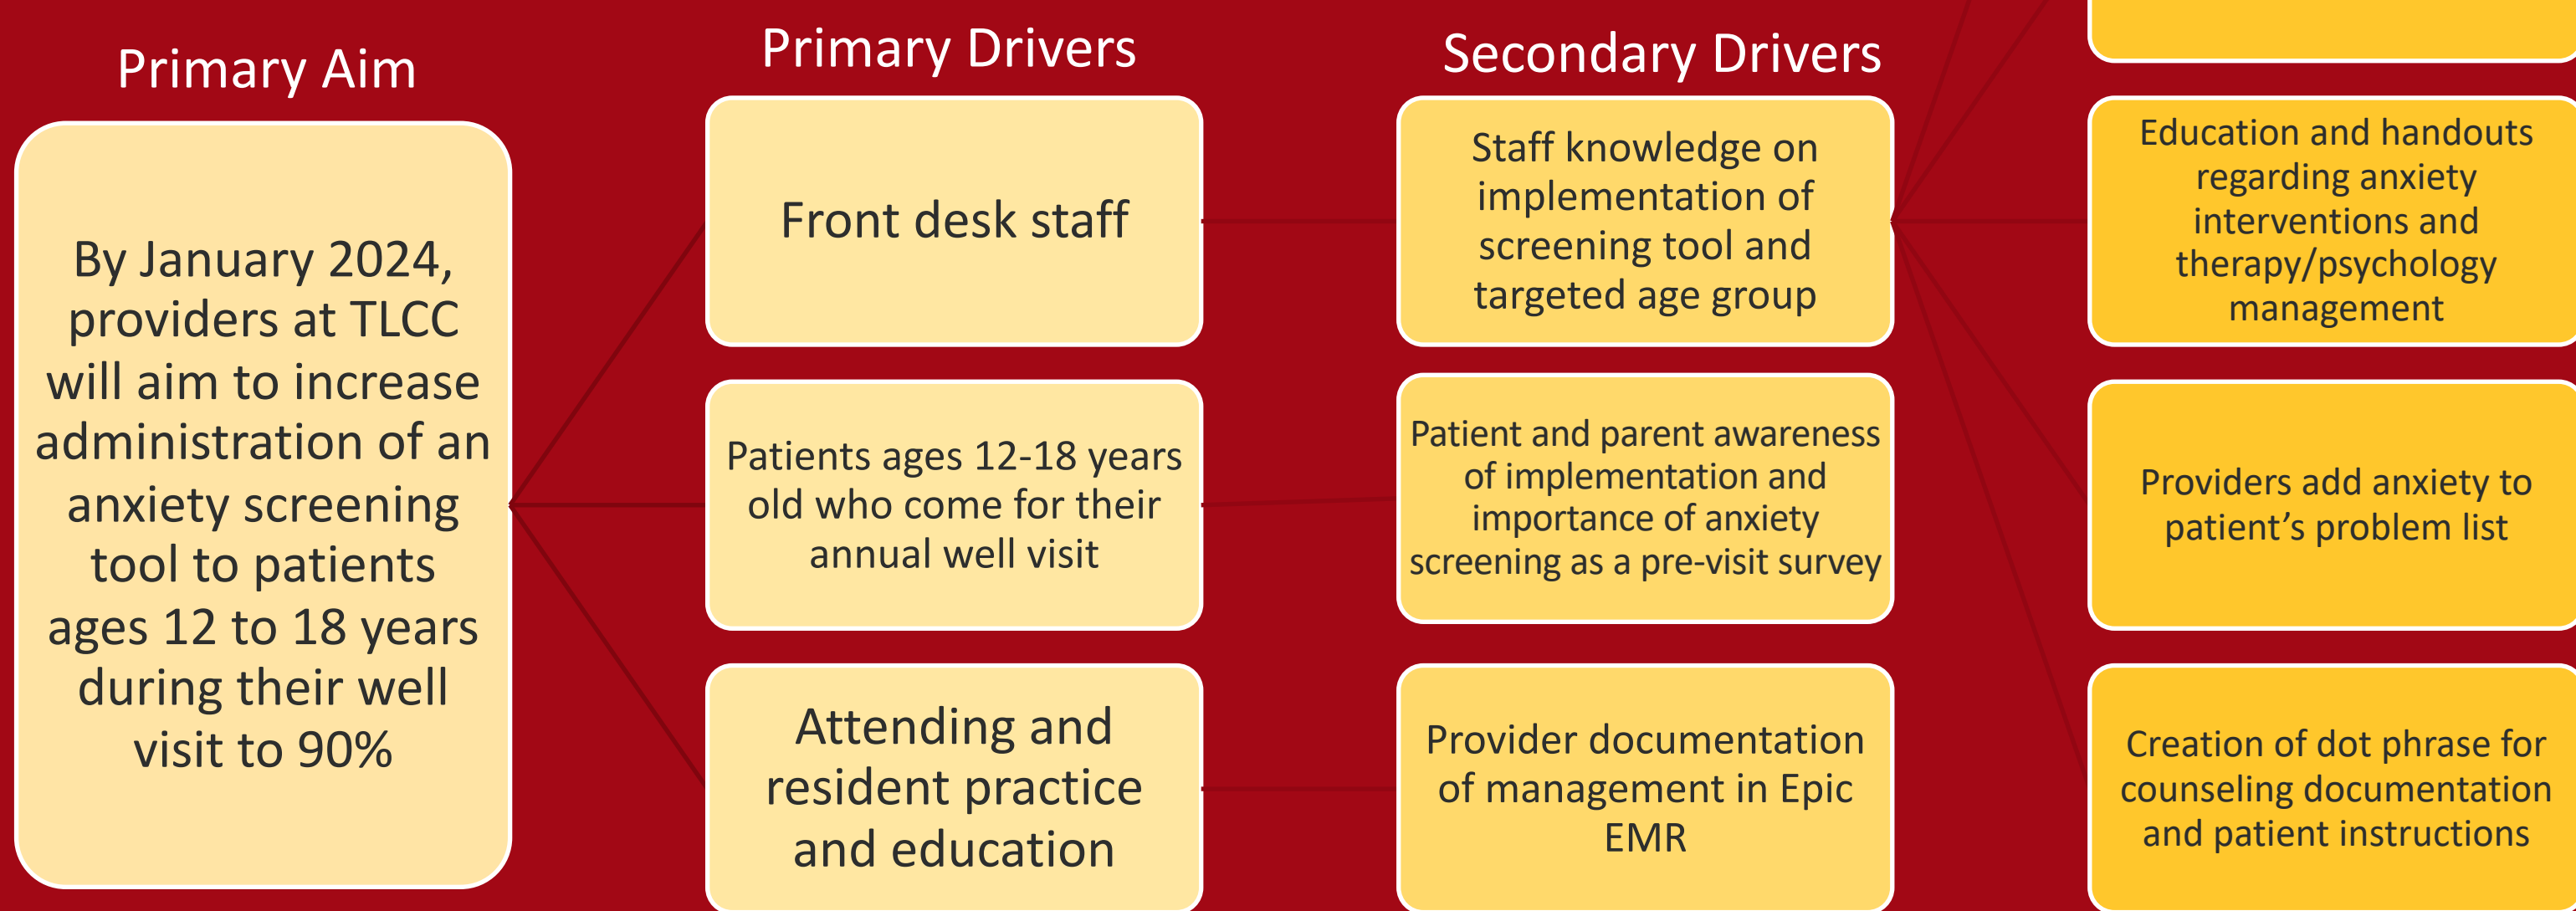 Primary Aim
By January 2024,
providers at TLCC
will aim to increase
administration of an
anxiety screening
tool to patients
ages 12 to 18 years
during their well
visit to 90%
Primary Drivers
Front desk staff
Patients ages 12-18 years
old who come for their
annual well visit
Attending and
resident practice
and education
Secondary Drivers
Staff knowledge on
implementation of
screening tool and
targeted age group
Patient and parent awareness
of implementation and
importance of anxiety
screening as a pre-visit survey
Provider documentation
of management in Epic
EMR
Education and handouts
regarding anxiety
interventions and
therapy/psychology
management
Providers add anxiety to
patient’s problem list
Creation of dot phrase for
counseling documentation
and patient instructions